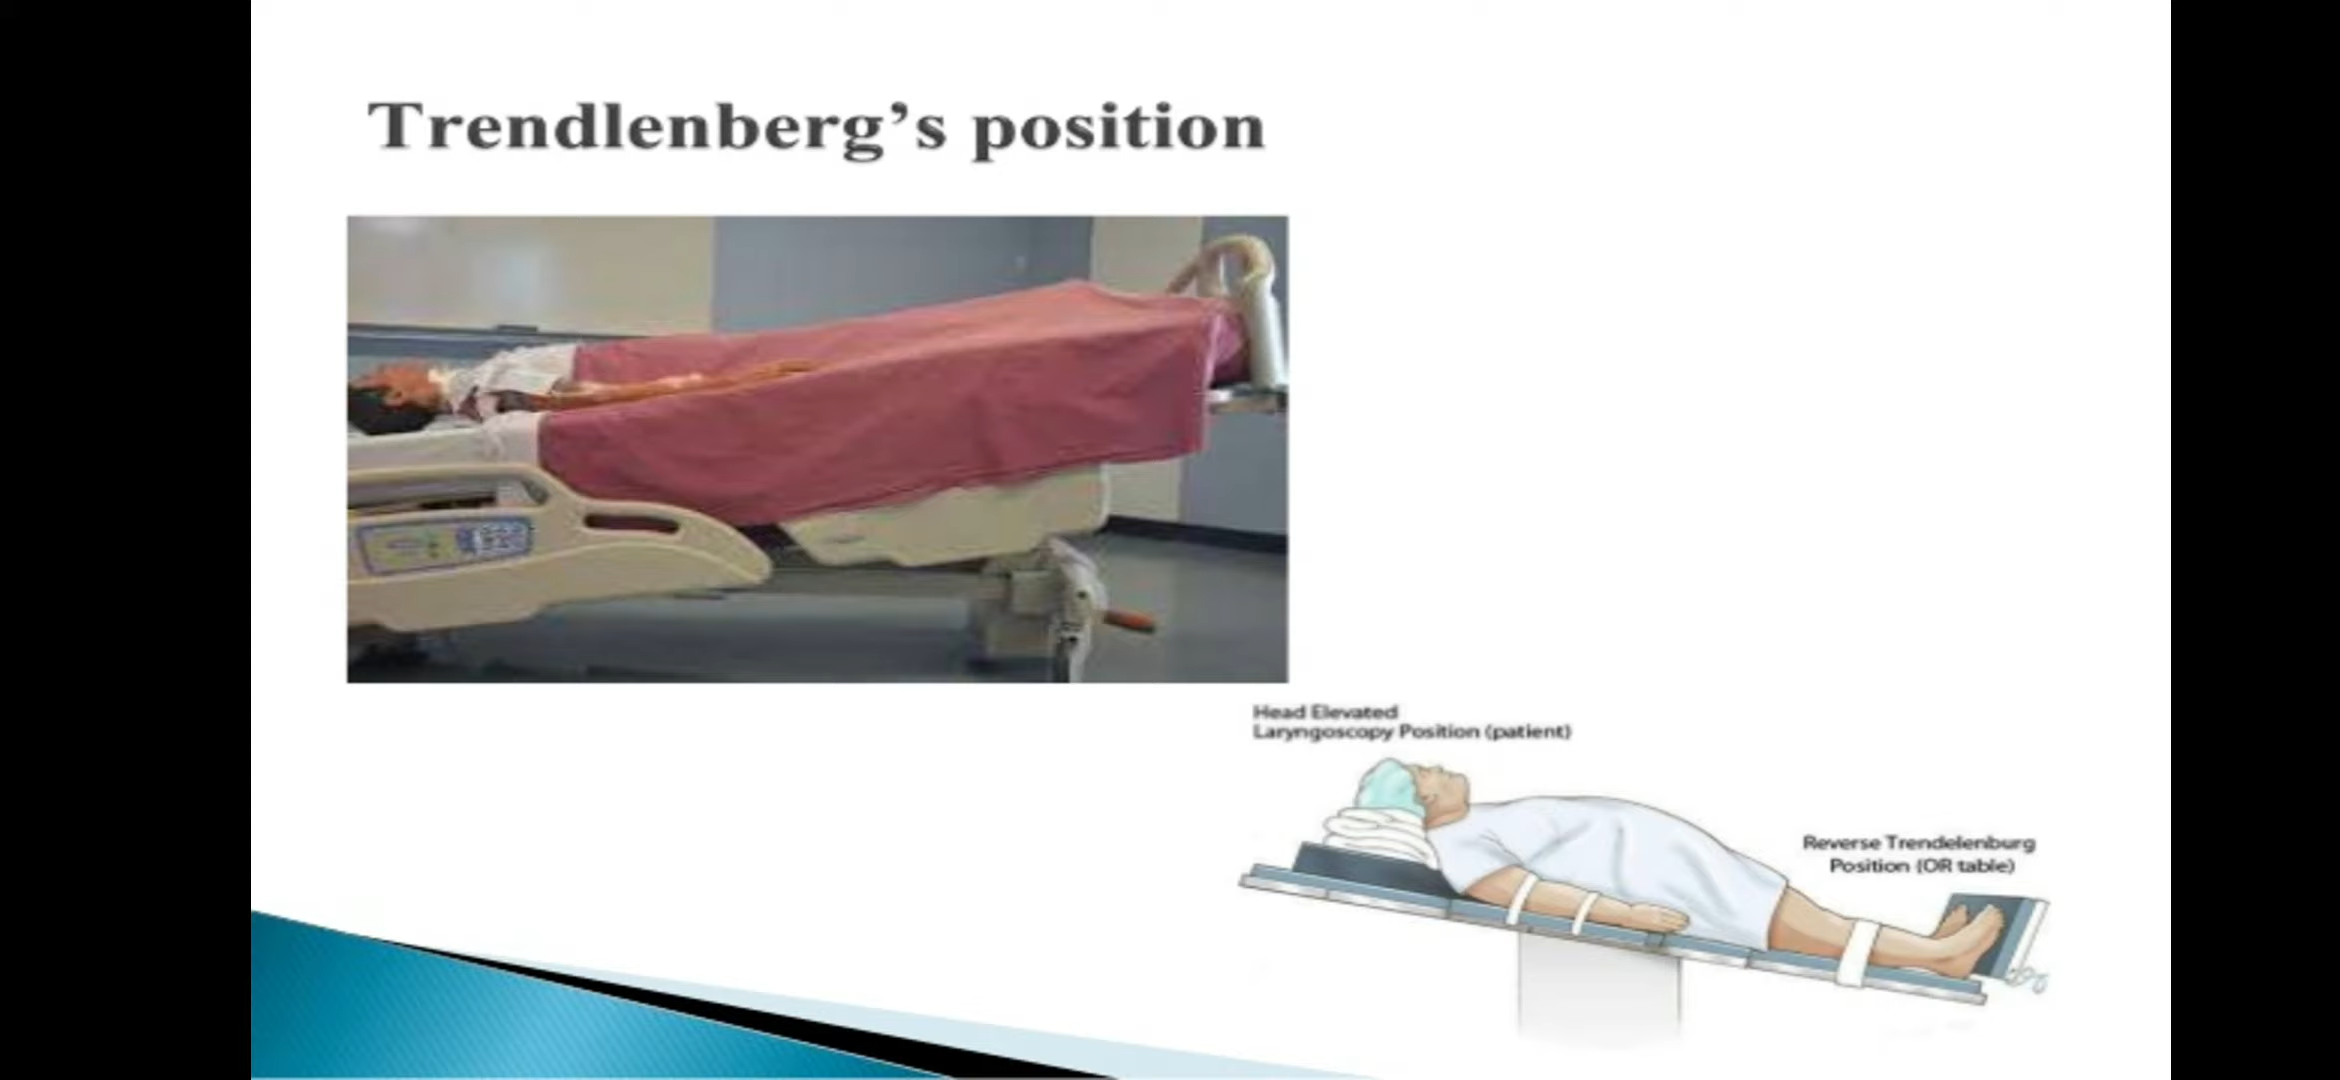 Trendlenberg’s position
Head Elevated
Laryngoscopy Position (patient)
Reverse Trendelenburg
Position (OR table)